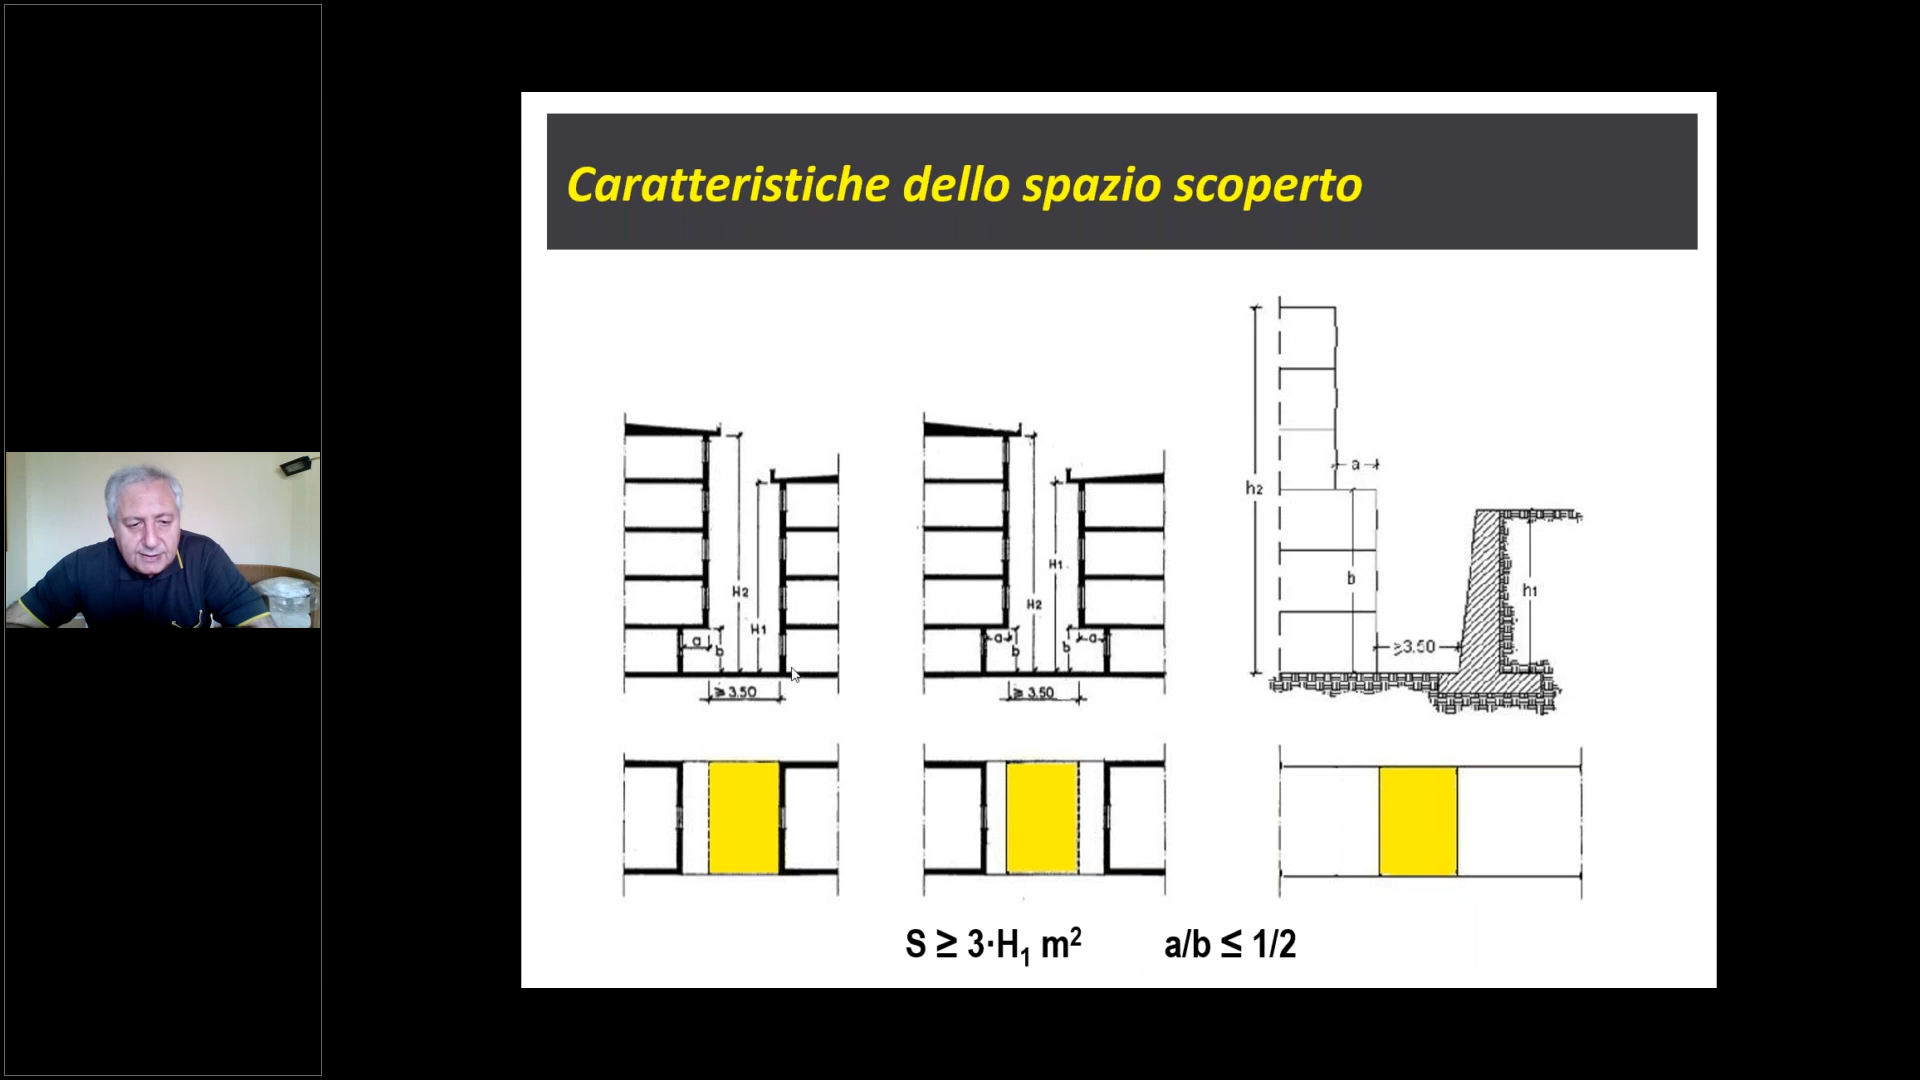 Caratteristiche dello spazio scoperto
H2
H1
a
b
≥ 3.50
H1
H2
a
b
b
a
≥ 3.50
h2
a
b
≥3.50
h1
S ≥ 3·H₁ m²
a/b ≤ 1/2